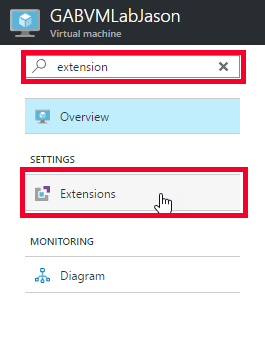 GABVMLabJason
Virtual machine
extension
Overview
SETTINGS
Extensions
MONITORING
Diagram